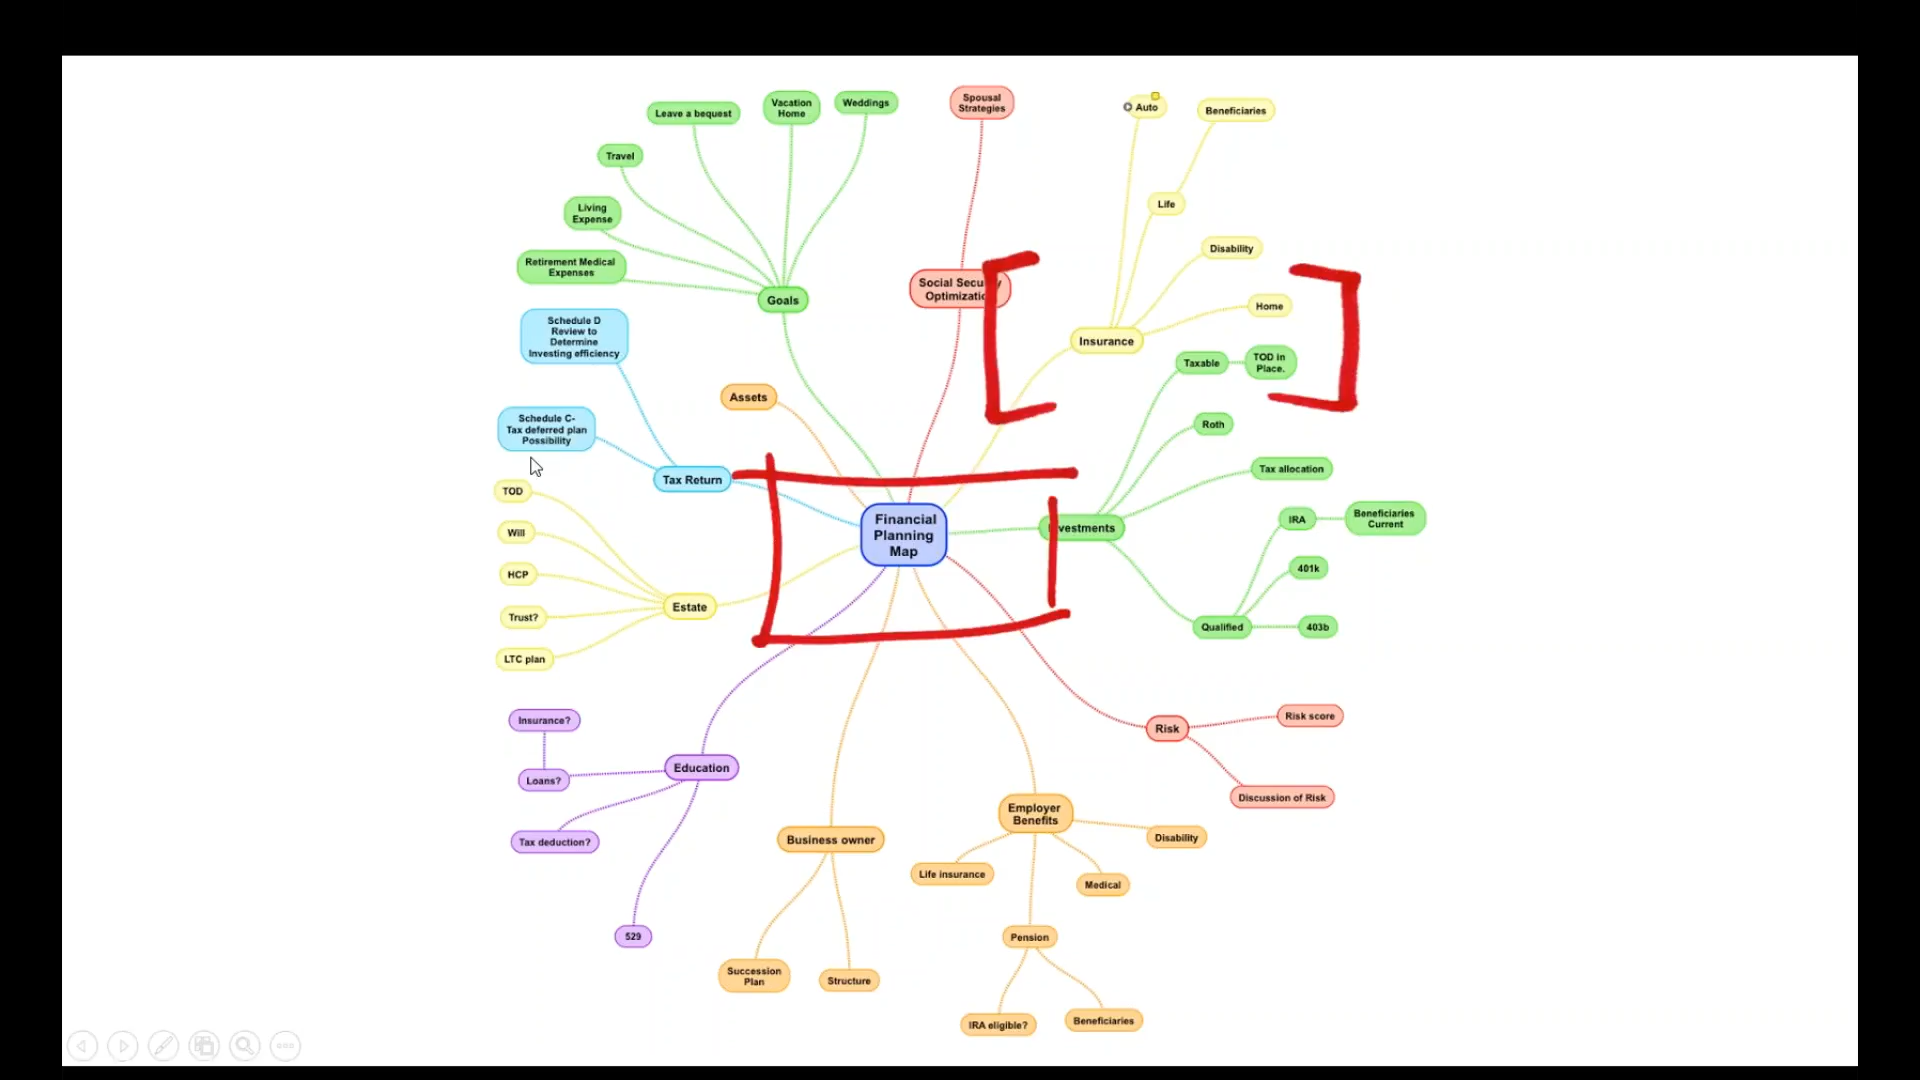 Leave a bequest
Vacation
Home
Weddings
Travel
Living
Expense
Retirement Medical
Expenses
Goals
Spousal
Strategies
Social Secu
Optimizatio
Auto
Beneficiaries
Life
Disability
Home
Insurance
Schedule D
Review to
Determine
Investing efficiency
Schedule C-
Tax deferred plan
Possibility
Tax Return
Assets
Financial
Planning
Map
Taxable
TOD in
Place.
Roth
Tax allocation
vestments
IRA
Beneficiaries
Current
401k
Qualified
403b
TOD
Will
HCP
Trust?
LTC plan
Estate
Risk
Risk score
Discussion of Risk
Insurance?
Loans?
Education
Tax deduction?
529
Business owner
Succession
Plan
Structure
Employer
Benefits
Disability
Life insurance
Medical
Pension
IRA eligible?
Beneficiaries